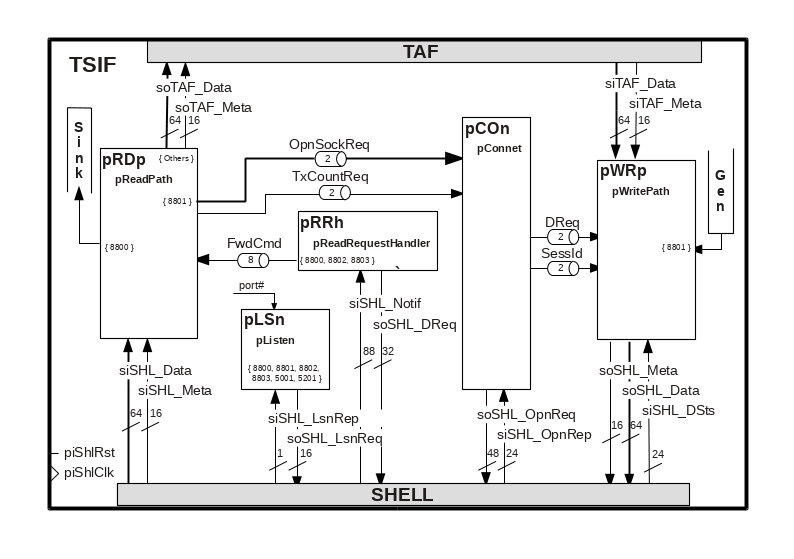 TAF
TSIF
soTAF_Data
soTAF_Meta
64
16
siTAF_Data
siTAF_Meta
64
16
Sink
pRDp
{ Others }
pReadPath
{ 8801 }
{ 8800 }
OpnSockReq
2
TxCountReq
2
pCOn
pConnet
pWRp
pWritePath
{ 8801 }
Gen
pRRh
pReadRequestHandler
{ 8800, 8802, 8803 }
`
FwdCmd
8
DReq
2
SessId
2
port#
pLSn
pListen
{ 8800, 8801, 8802,
8803, 5001, 5201 }
siSHL_Notif
soSHL_DReq
88
32
siSHL_Data
siSHL_Meta
64
16
siSHL_LsnRep
soSHL_LsnReq
1
16
soSHL_OpnReq
siSHL_OpnRep
48
24
soSHL_Meta
soSHL_Data
siSHL_DSts
16
64
24
piShlRst
piShlClk
SHELL